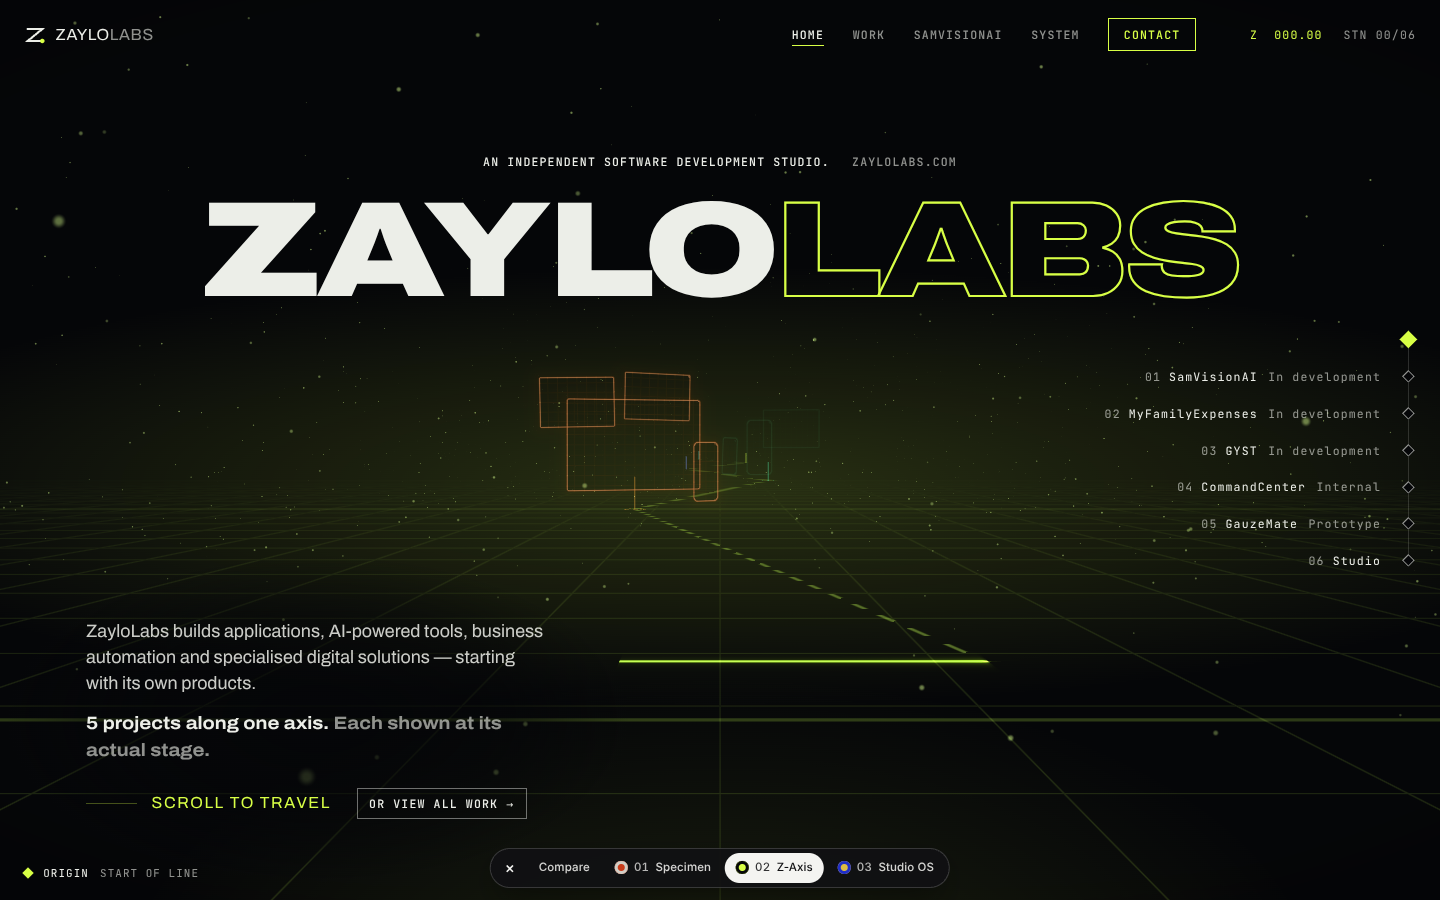 ZAYLOLABS
HOME WORK SAMVISIONAI SYSTEM CONTACT Z 000.00 STN 00/06
AN INDEPENDENT SOFTWARE DEVELOPMENT STUDIO. ZAYLOLABS.COM
ZAYLOLABS
01 SamVisionAI In development
02 MyFamilyExpenses In development
03 GYST In development
04 CommandCenter Internal
05 GauzeMate Prototype
06 Studio
ZayloLabs builds applications, AI-powered tools, business
automation and specialised digital solutions — starting
with its own products.
5 projects along one axis. Each shown at its
actual stage.
SCROLL TO TRAVEL OR VIEW ALL WORK →
ORIGIN START OF LINE
× Compare 01 Specimen 02 Z-Axis 03 Studio OS